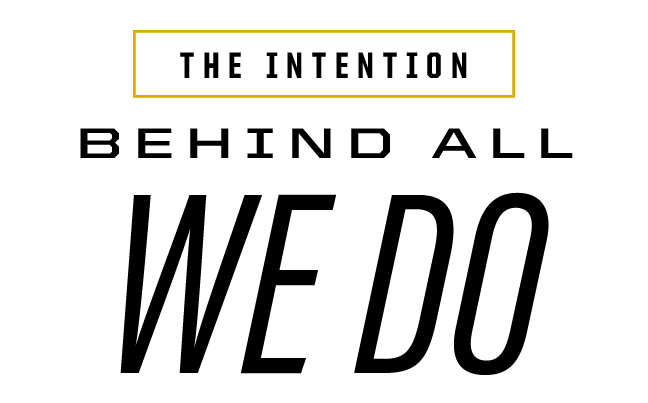 THE INTENTION
BEHIND ALL
WE DO